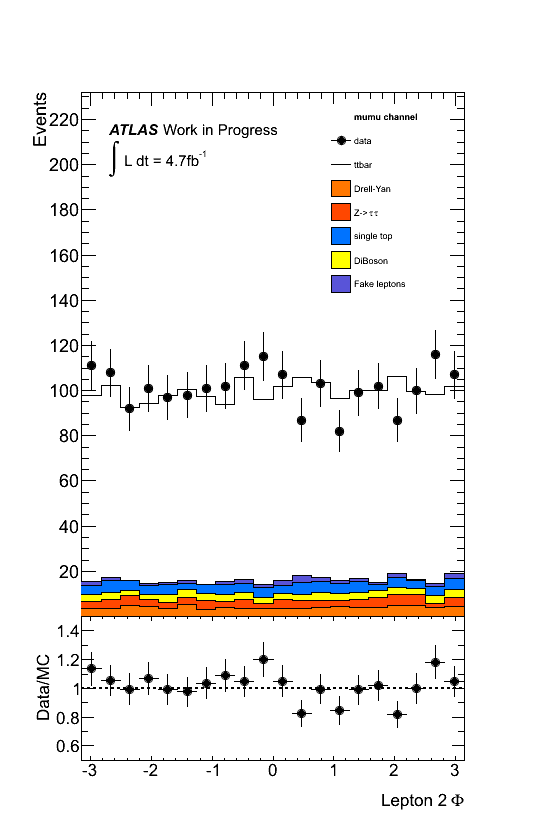 Events
220
200
180
160
140
120
100
80
60
40
20
ATLAS Work in Progress
∫ L dt = 4.7fb⁻¹
mumu channel
data
ttbar
Drell-Yan
Z->ττ
single top
DiBoson
Fake leptons
Data/MC
1.4
1.2
1
0.8
0.6
-3 -2 -1 0 1 2 3
Lepton 2 Φ